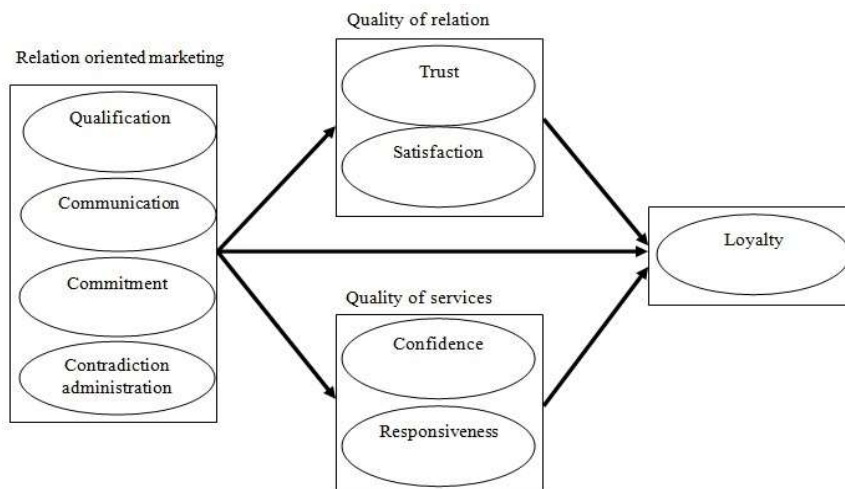 Relation oriented marketing
Qualification
Communication
Commitment
Contradiction
administration
Quality of relation
Trust
Satisfaction
Quality of services
Confidence
Responsiveness
Loyalty